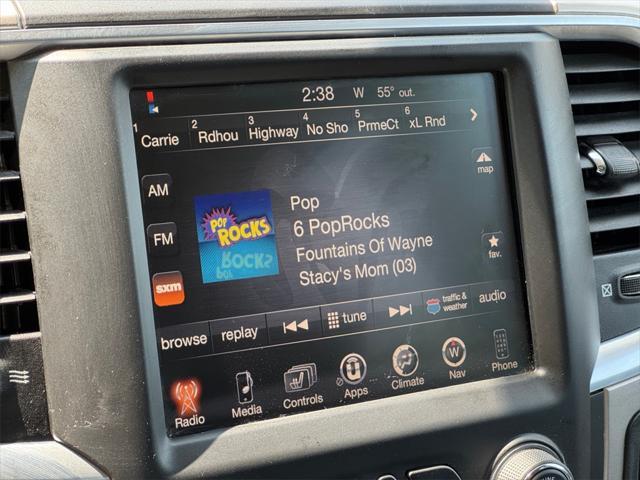 2:38 W 55° out.
1 Carrie 2 Rdhou 3 Highway 4 No Sho 5 PrmeCt 6 xL Rnd
map
AM
FM
sxm
POP ROCKS
Pop
6 PopRocks
Fountains Of Wayne
Stacy's Mom (03)
fav.
browse replay tune traffic & weather audio
Radio Media Controls Apps Climate Nav Phone